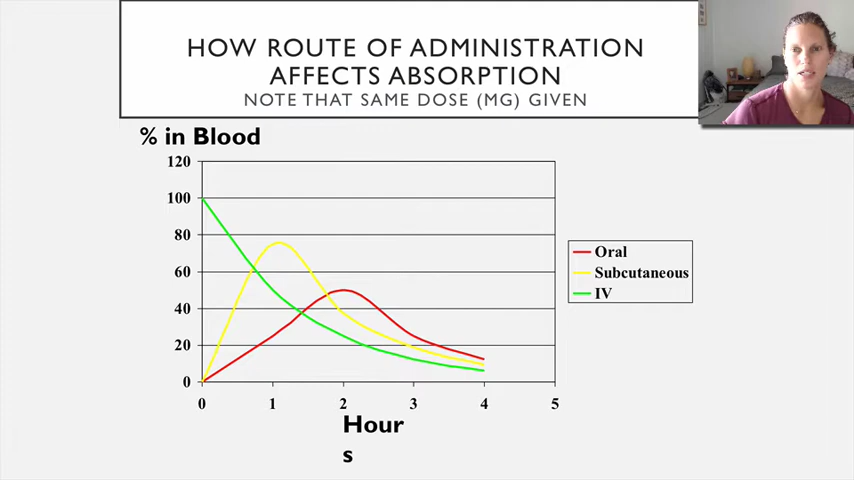 HOW ROUTE OF ADMINISTRATION
AFFECTS ABSORPTION
NOTE THAT SAME DOSE (MG) GIVEN
% in Blood
120
100
80
60
40
20
0
0 1 2 3 4 5
Hour
s
Oral
Subcutaneous
IV